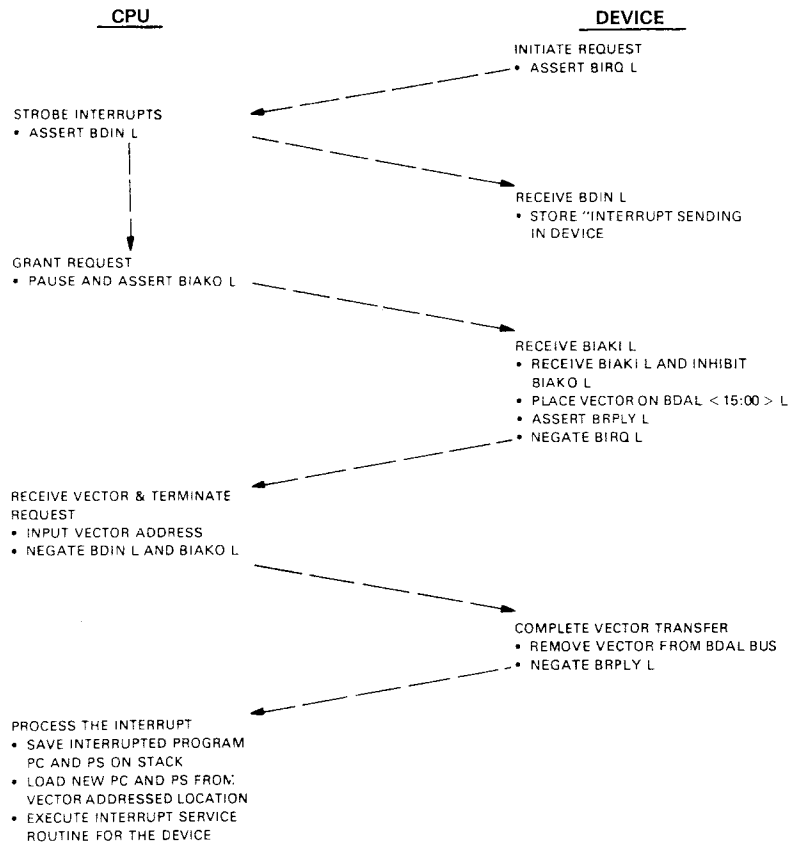 CPU
DEVICE
INITIATE REQUEST
• ASSERT BIRQ L
STROBE INTERRUPTS
• ASSERT BDIN L
RECEIVE BDIN L
• STORE "INTERRUPT SENDING
IN DEVICE
GRANT REQUEST
• PAUSE AND ASSERT BIAKO L
RECEIVE BIAKI L
• RECEIVE BIAKI L AND INHIBIT
BIAKO L
• PLACE VECTOR ON BDAL < 15:00 > L
• ASSERT BRPLY L
• NEGATE BIRQ L
RECEIVE VECTOR & TERMINATE
REQUEST
• INPUT VECTOR ADDRESS
• NEGATE BDIN L AND BIAKO L
COMPLETE VECTOR TRANSFER
• REMOVE VECTOR FROM BDAL BUS
• NEGATE BRPLY L
PROCESS THE INTERRUPT
• SAVE INTERRUPTED PROGRAM
PC AND PS ON STACK
• LOAD NEW PC AND PS FROM
VECTOR ADDRESSED LOCATION
• EXECUTE INTERRUPT SERVICE
ROUTINE FOR THE DEVICE